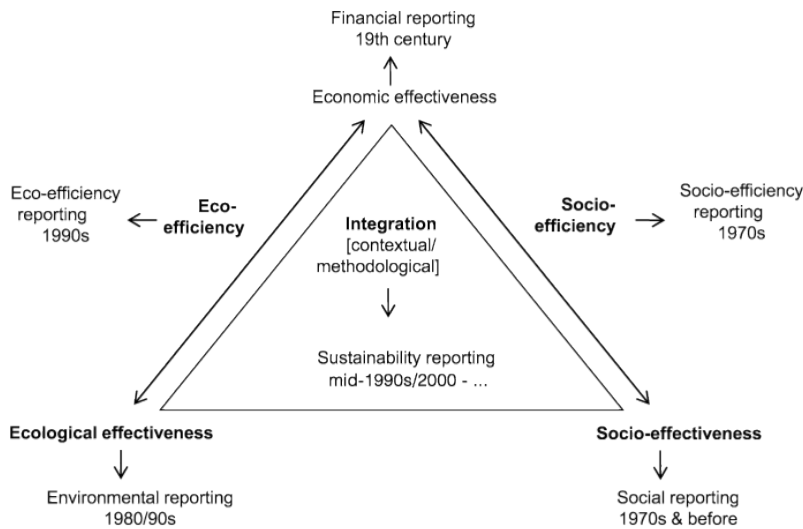 Financial reporting
19th century
Economic effectiveness
Eco-efficiency
reporting
1990s
Eco-
efficiency
Integration
[contextual/
methodological]
Socio-
efficiency
Socio-efficiency
reporting
1970s
Sustainability reporting
mid-1990s/2000 - ...
Ecological effectiveness
Socio-effectiveness
Environmental reporting
1980/90s
Social reporting
1970s & before